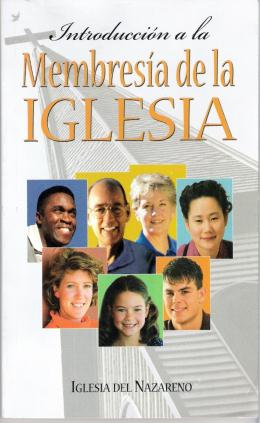 Introducción a la
Membresía de la
IGLESIA
IGLESIA DEL NAZARENO